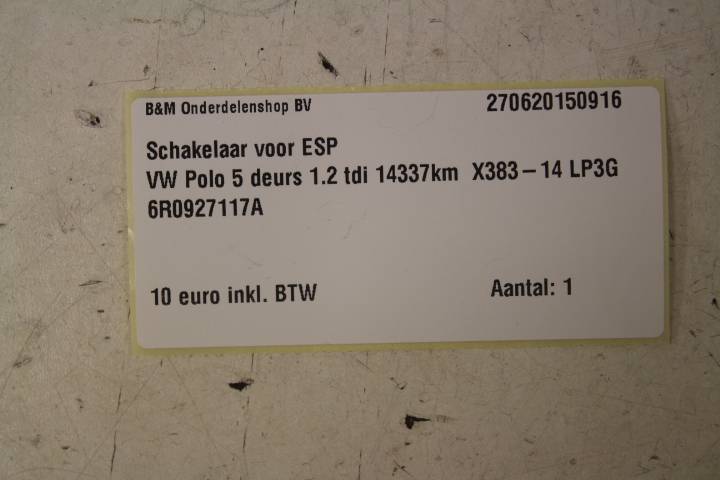 B&M Onderdelenshop BV 270620150916
Schakelaar voor ESP
VW Polo 5 deurs 1.2 tdi 14337km X383-14 LP3G
6R0927117A
10 euro inkl. BTW Aantal: 1